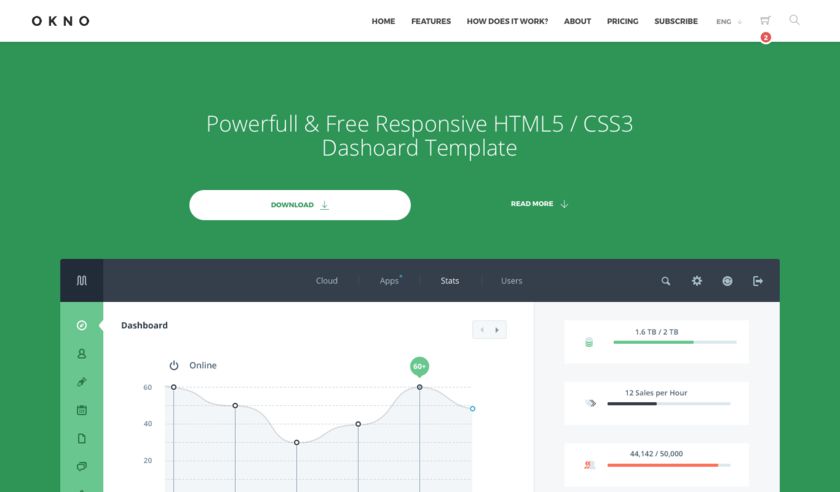 OKNO
HOME FEATURES HOW DOES IT WORK? ABOUT PRICING SUBSCRIBE ENG
2
Powerfull & Free Responsive HTML5 / CSS3
Dashoard Template
DOWNLOAD READ MORE
Cloud Apps Stats Users
Dashboard
1.6 TB / 2 TB
Online
60+
60
12 Sales per Hour
40
44,142 / 50,000
20